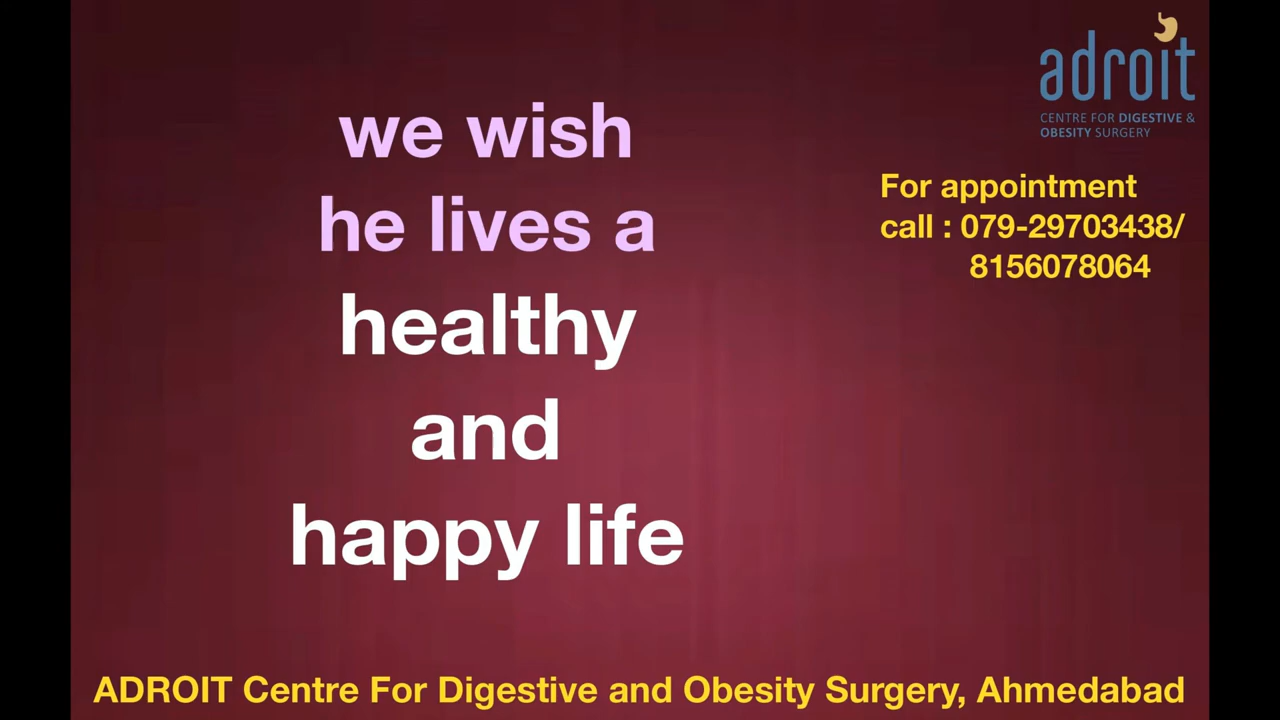 we wish
he lives a
healthy
and
happy life
adroit
CENTRE FOR DIGESTIVE &
OBESITY SURGERY
For appointment
call : 079-29703438/
8156078064
ADROIT Centre For Digestive and Obesity Surgery, Ahmedabad